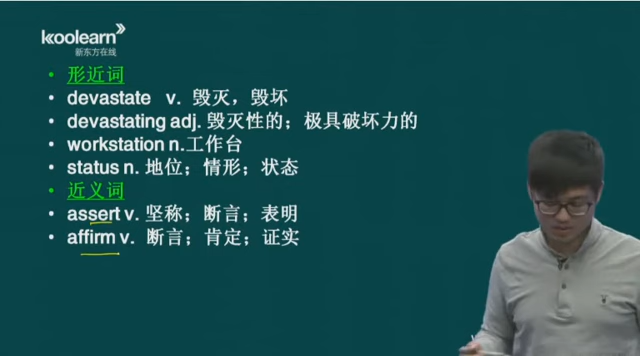 koolearn
新东方在线
• 形近词
• devastate v. 毁灭，毁坏
• devastating adj. 毁灭性的；极具破坏力的
• workstation n.工作台
• status n. 地位；情形；状态
• 近义词
• assert v. 坚称；断言；表明
• affirm v. 断言；肯定；证实